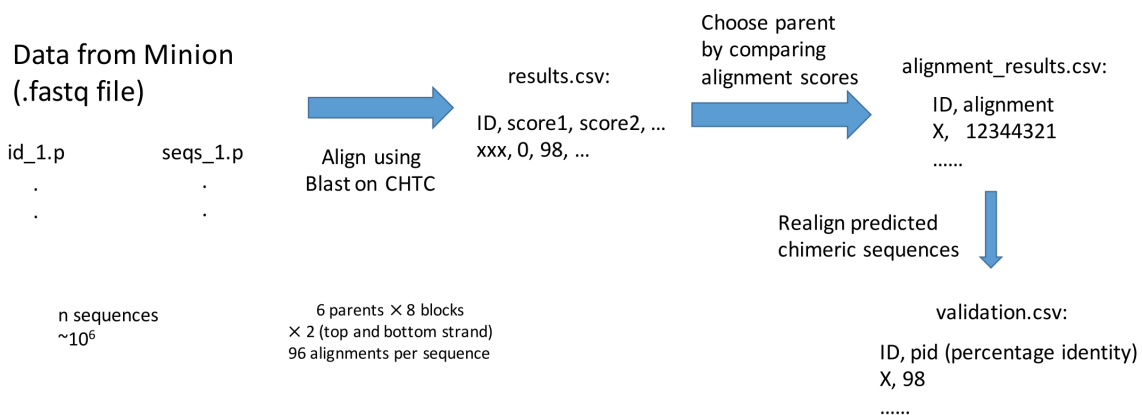 Data from Minion
(.fastq file)
id_1.p
seqs_1.p
.
.
.
.
n sequences
~10⁶
Align using
Blast on CHTC
6 parents × 8 blocks
× 2 (top and bottom strand)
96 alignments per sequence
results.csv:
ID, score1, score2, …
xxx, 0, 98, …
Choose parent
by comparing
alignment scores
alignment_results.csv:
ID, alignment
X, 12344321
……
Realign predicted
chimeric sequences
validation.csv:
ID, pid (percentage identity)
X, 98
……